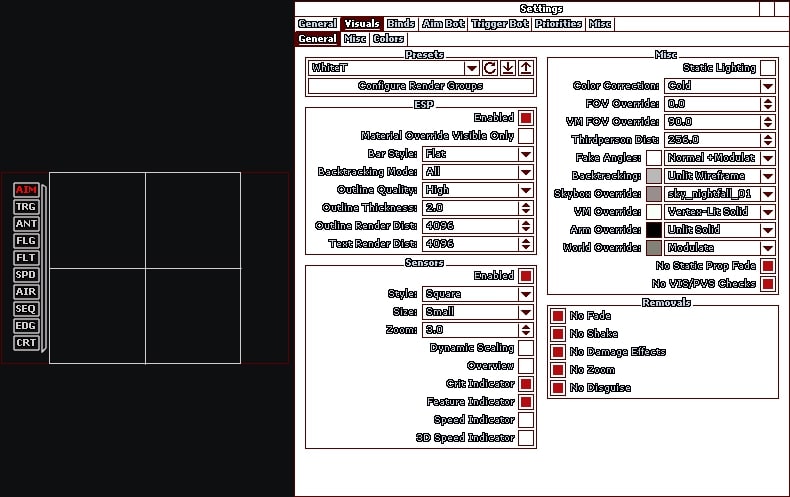 Settings
General Visuals Binds Aim Bot Trigger Bot Priorities Misc
General Misc Colors
AIM
TRG
ANT
FLG
FLT
SPD
AIR
SEQ
EDG
CRT
Presets
WhiteT
Configure Render Groups
ESP
Enabled
Material Override Visible Only
Bar Style: Flat
Backtracking Mode: All
Outline Quality: High
Outline Thickness: 2.0
Outline Render Dist: 4096
Text Render Dist: 4096
Sensors
Enabled
Style: Square
Size: Small
Zoom: 3.0
Dynamic Scaling
Overview
Crit Indicator
Feature Indicator
Speed Indicator
3D Speed Indicator
Misc
Static Lighting
Color Correction: Cold
FOV Override: 0.0
VM FOV Override: 90.0
Thirdperson Dist: 256.0
Fake Angles: Normal +Modulat
Backtracking: Unlit Wireframe
Skybox Override: sky_nightfall_01
VM Override: Vertex-Lit Solid
Arm Override: Unlit Solid
World Override: Modulate
No Static Prop Fade
No VIS/PVS Checks
Removals
No Fade
No Shake
No Damage Effects
No Zoom
No Disguise